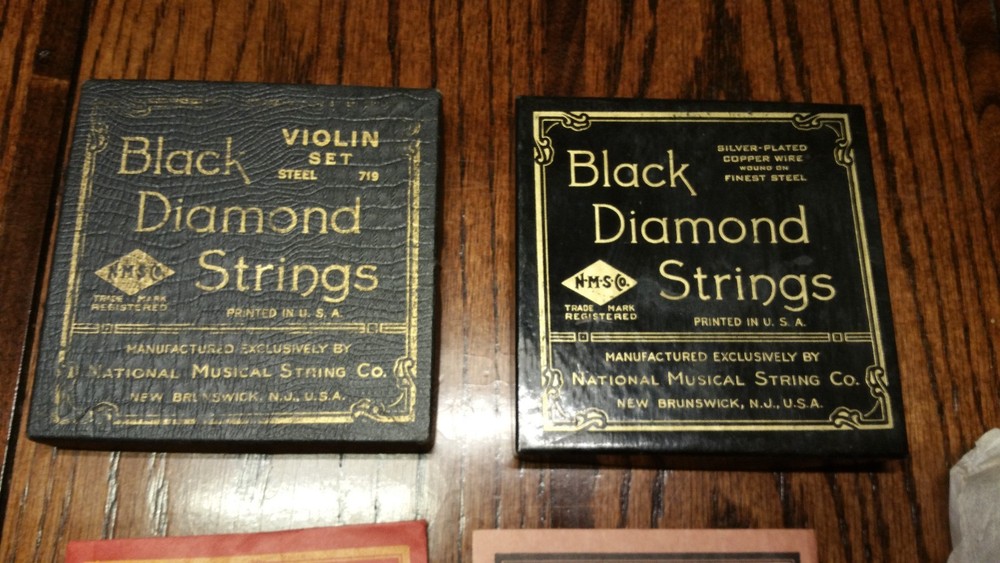 Black
VIOLIN
SET
STEEL 719
Diamond
N.M.S.Co.
Strings
TRADE MARK
REGISTERED
PRINTED IN U. S. A.
MANUFACTURED EXCLUSIVELY BY
NATIONAL MUSICAL STRING CO.
NEW BRUNSWICK, N.J., U.S.A.
Black
SILVER-PLATED
COPPER WIRE
WOUND ON
FINEST STEEL
Diamond
N.M.S.Co.
Strings
TRADE MARK
REGISTERED
PRINTED IN U. S. A.
MANUFACTURED EXCLUSIVELY BY
NATIONAL MUSICAL STRING CO.
NEW BRUNSWICK, N.J., U.S.A.